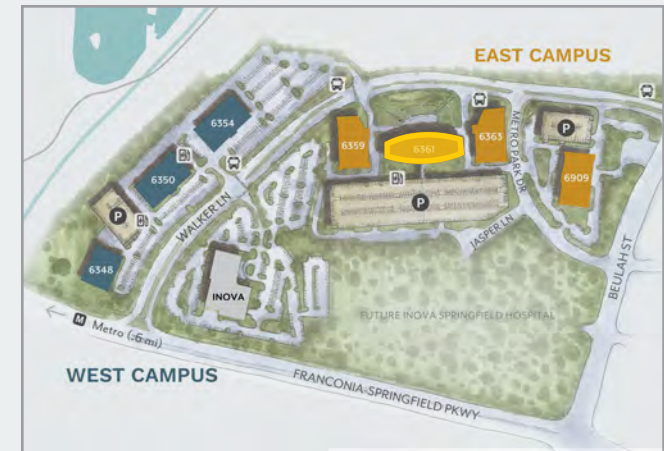 EAST CAMPUS
6354
6359
6361
6363
P
6350
6909
P
P
WALKER LN
METRO PARK DR
JASPER LN
BEULAH ST
6348
INOVA
FUTURE INOVA SPRINGFIELD HOSPITAL
M Metro (.6 mi)
WEST CAMPUS
FRANCONIA-SPRINGFIELD PKWY